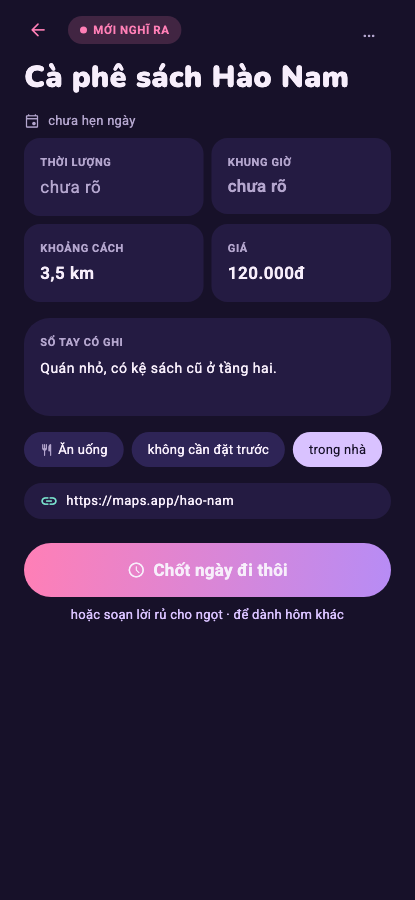 MỚI NGHĨ RA
...
Cà phê sách Hào Nam
chưa hẹn ngày
THỜI LƯỢNG
chưa rõ
KHUNG GIỜ
chưa rõ
KHOẢNG CÁCH
3,5 km
GIÁ
120.000đ
SỔ TAY CÓ GHI
Quán nhỏ, có kệ sách cũ ở tầng hai.
Ăn uống
không cần đặt trước
trong nhà
https://maps.app/hao-nam
Chốt ngày đi thôi
hoặc soạn lời rủ cho ngọt · để dành hôm khác